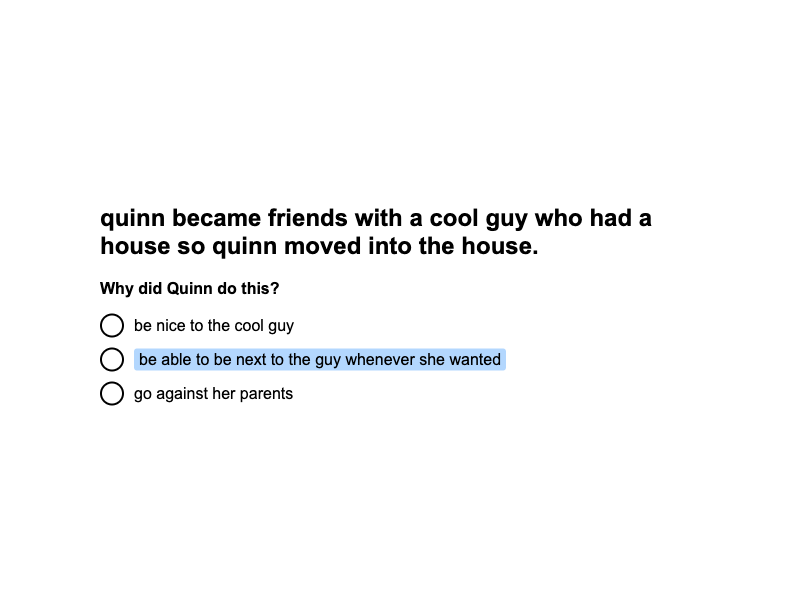 quinn became friends with a cool guy who had a
house so quinn moved into the house.
Why did Quinn do this?
be nice to the cool guy
be able to be next to the guy whenever she wanted
go against her parents